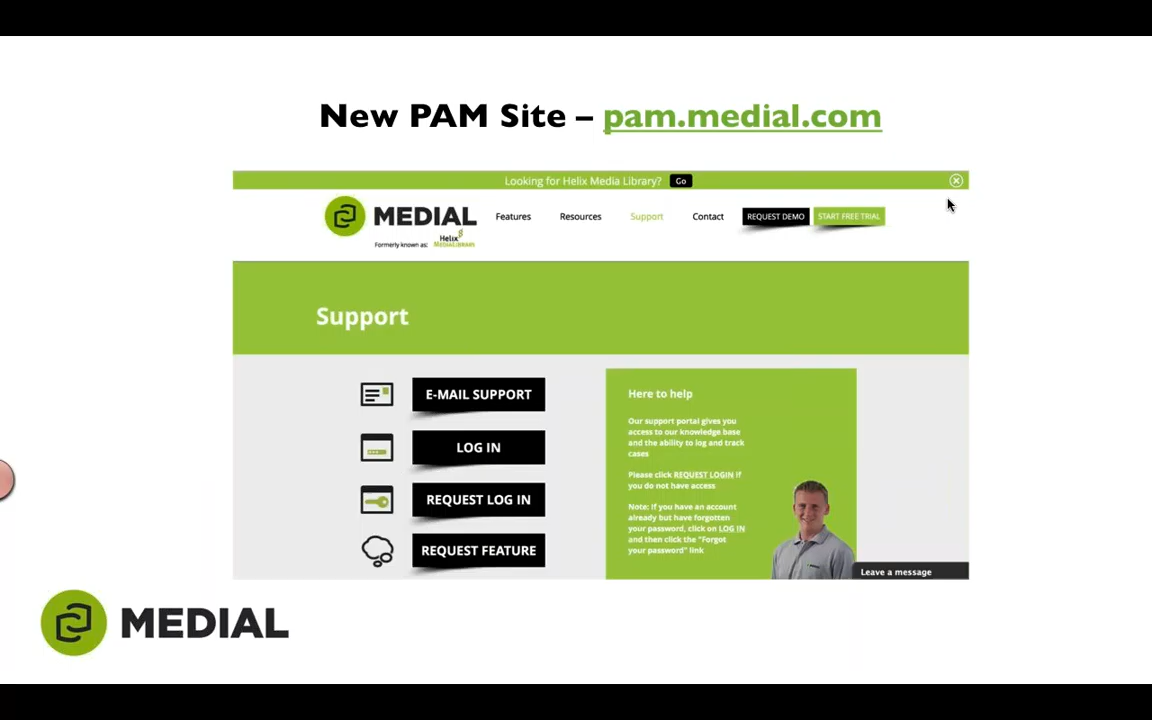 New PAM Site – pam.medial.com
Looking for Helix Media Library? Go
MEDIAL
Features Resources Support Contact REQUEST DEMO START FREE TRIAL
Formerly known as: Helix MEDIALIBRARY
Support
E-MAIL SUPPORT
LOG IN
REQUEST LOG IN
REQUEST FEATURE
Here to help
Our support portal gives you
access to our knowledge base
and the ability to log and track
cases
Please click REQUEST LOGIN if
you do not have access
Note: if you have an account
already but have forgotten
your password, click on LOG IN
and then click the "Forgot
your password" link
Leave a message
MEDIAL